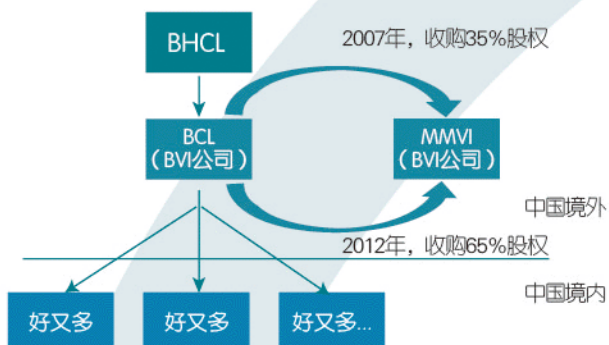 BHCL
2007年，收购35%股权
BCL
（BVI公司）
MMVI
（BVI公司）
中国境外
2012年，收购65%股权
中国境内
好又多
好又多
好又多...